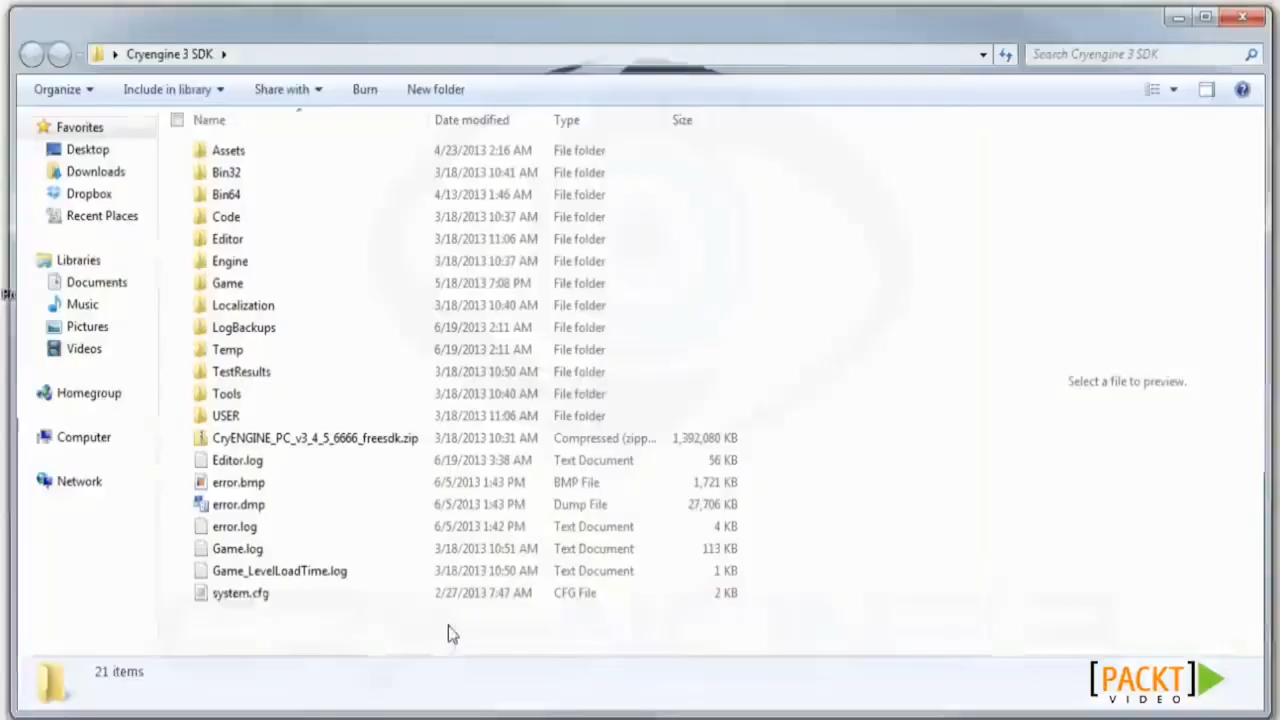 Cryengine 3 SDK
Search Cryengine 3 SDK
Organize Include in library Share with Burn New folder
Name Date modified Type Size
Favorites
Desktop
Downloads
Dropbox
Recent Places
Libraries
Documents
Music
Pictures
Videos
Homegroup
Computer
Network
Assets 4/23/2013 2:16 AM File folder
Bin32 3/18/2013 10:41 AM File folder
Bin64 4/13/2013 1:46 AM File folder
Code 3/18/2013 10:37 AM File folder
Editor 3/18/2013 11:06 AM File folder
Engine 3/18/2013 10:37 AM File folder
Game 5/18/2013 7:08 PM File folder
Localization 3/18/2013 10:40 AM File folder
LogBackups 6/19/2013 2:11 AM File folder
Temp 6/19/2013 2:11 AM File folder
TestResults 3/18/2013 10:50 AM File folder
Tools 3/18/2013 10:40 AM File folder
USER 3/18/2013 11:06 AM File folder
CryENGINE_PC_v3_4_5_6666_freesdk.zip 3/18/2013 10:31 AM Compressed (zipp... 1,392,080 KB
Editor.log 6/19/2013 3:38 AM Text Document 56 KB
error.bmp 6/5/2013 1:43 PM BMP File 1,721 KB
error.dmp 6/5/2013 1:43 PM Dump File 27,706 KB
error.log 6/5/2013 1:42 PM Text Document 4 KB
Game.log 3/18/2013 10:51 AM Text Document 113 KB
Game_LevelLoadTime.log 3/18/2013 10:50 AM Text Document 1 KB
system.cfg 2/27/2013 7:47 AM CFG File 2 KB
Select a file to preview.
21 items
[PACKT]
VIDEO